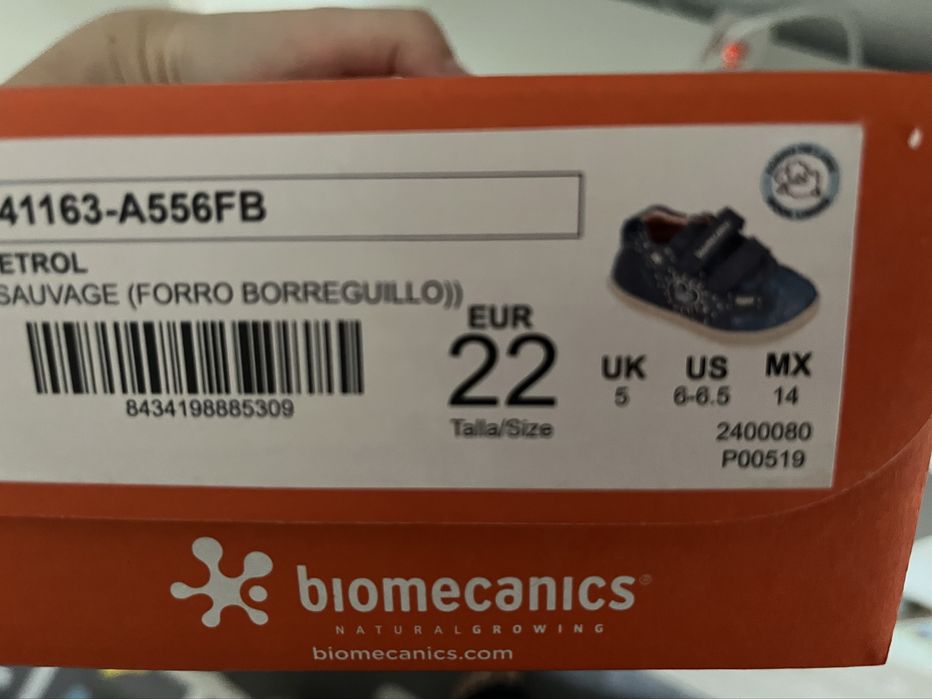 41163-A556FB
ETROL
SAUVAGE (FORRO BORREGUILLO))
8434198885309
EUR
22
Talla/Size
UK US MX
5 6-6.5 14
2400080
P00519
biomecanics®
NATURALGROWING
biomecanics.com